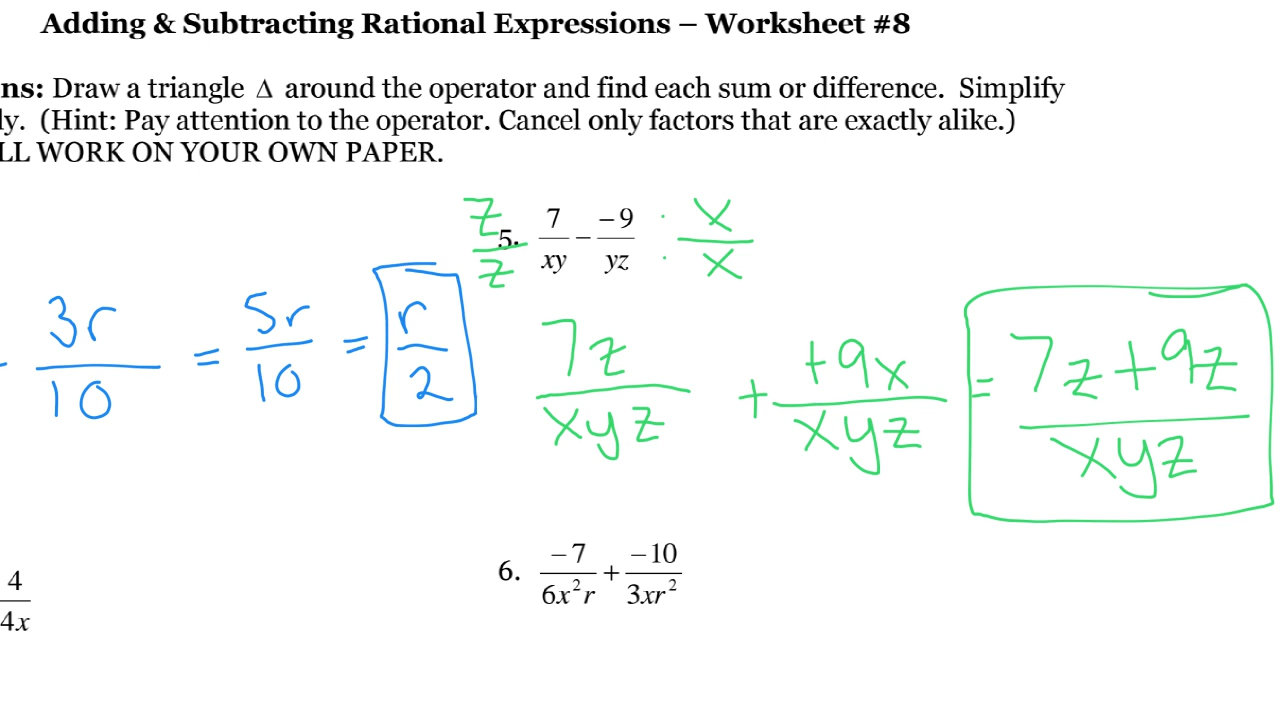 Adding & Subtracting Rational Expressions – Worksheet #8
ns: Draw a triangle Δ around the operator and find each sum or difference. Simplify
ly. (Hint: Pay attention to the operator. Cancel only factors that are exactly alike.)
LL WORK ON YOUR OWN PAPER.
z/z 5. 7/xy − −9/yz · x/x
3r/10 = 5r/10 = r/2
7z/xyz + +9x/xyz = 7z+9z/xyz
4/4x
6. −7/6x²r + −10/3xr²